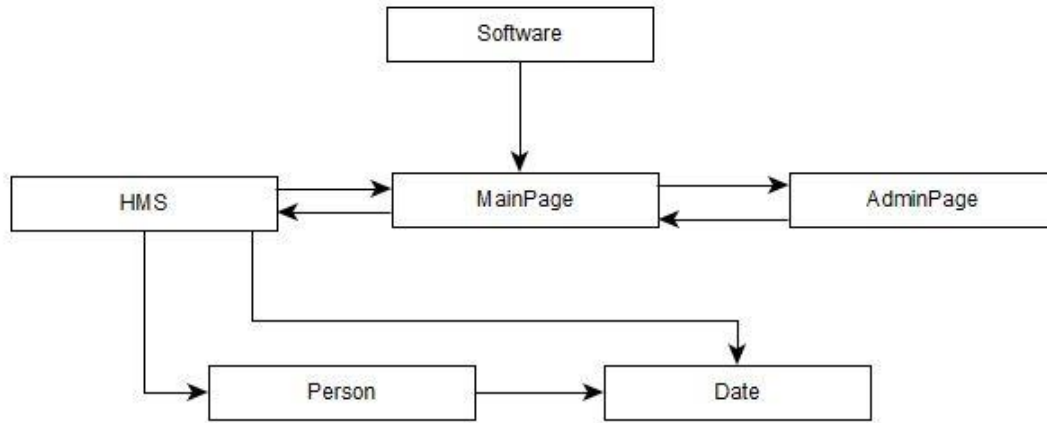 Software
HMS
MainPage
AdminPage
Person
Date